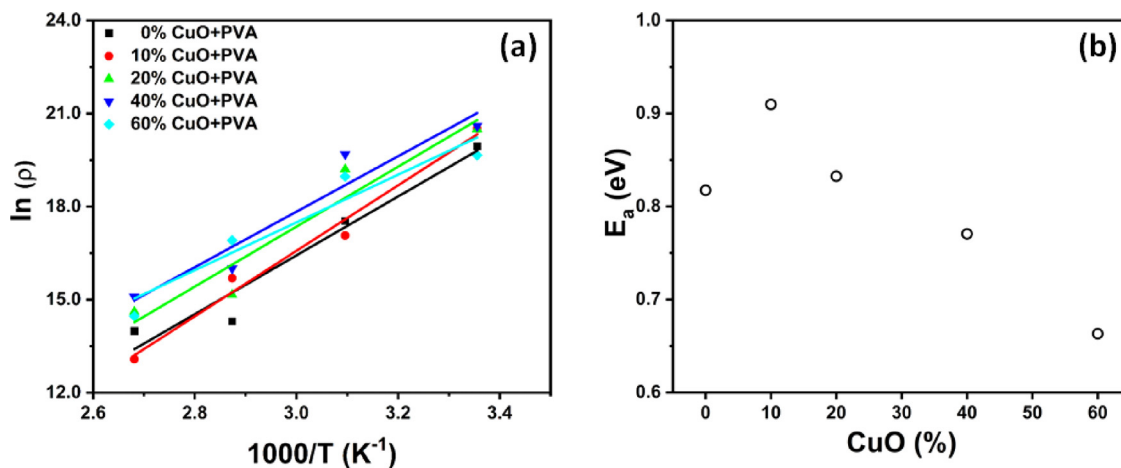 (a)
0% CuO+PVA
10% CuO+PVA
20% CuO+PVA
40% CuO+PVA
60% CuO+PVA
24.0
21.0
18.0
15.0
12.0
ln (ρ)
2.6 2.8 3.0 3.2 3.4
1000/T (K⁻¹)
(b)
1.0
0.9
0.8
0.7
0.6
Eₐ (eV)
0 10 20 30 40 50 60
CuO (%)